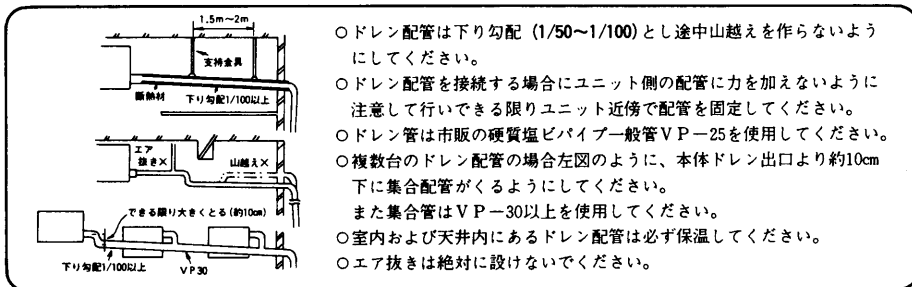 1.5m～2m
支持金具
断熱材
下り勾配1/100以上
エア
抜き×
山越え×
できる限り大きくとる(約10cm)
下り勾配1/100以上
VP30
○ドレン配管は下り勾配(1/50～1/100)とし途中山越えを作らないよう
にしてください。
○ドレン配管を接続する場合にユニット側の配管に力を加えないように
注意して行いできる限りユニット近傍で配管を固定してください。
○ドレン管は市販の硬質塩ビパイプ一般管VP－25を使用してください。
○複数台のドレン配管の場合左図のように、本体ドレン出口より約10cm
下に集合配管がくるようにしてください。
また集合管はVP－30以上を使用してください。
○室内および天井内にあるドレン配管は必ず保温してください。
○エア抜きは絶対に設けないでください。